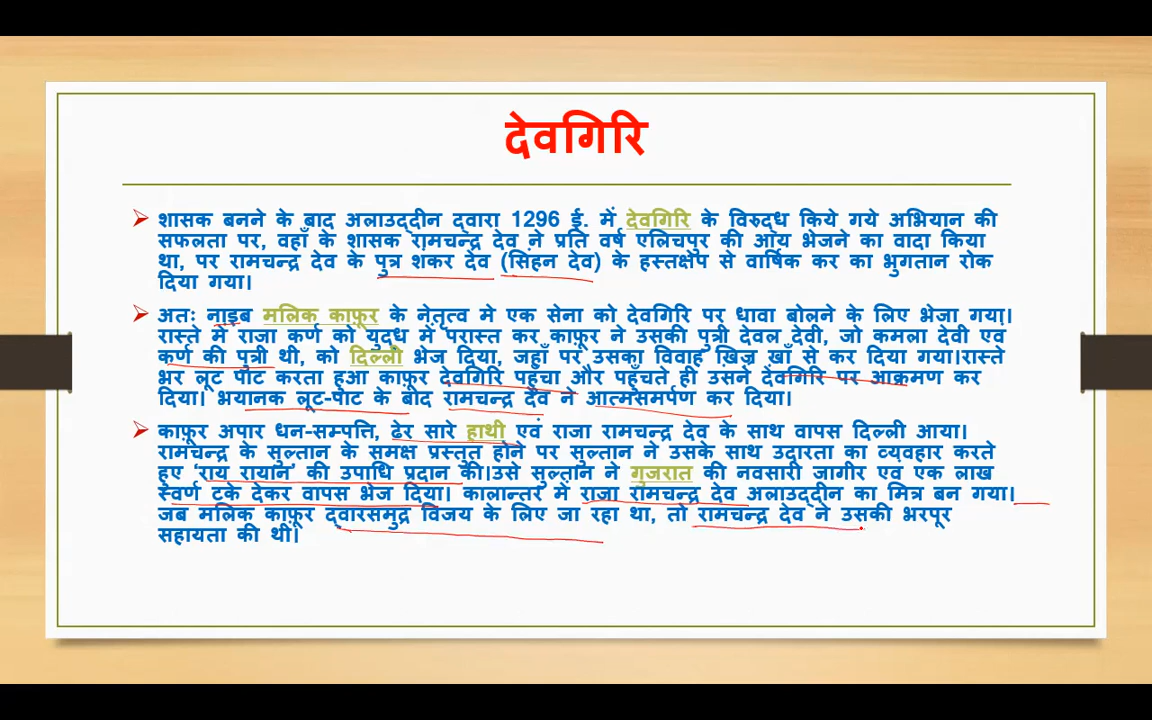 देवगिरि
शासक बनने के बाद अलाउद्दीन द्वारा 1296 ई. में देवगिरि के विरुद्ध किये गये अभियान की
सफलता पर, वहाँ के शासक रामचन्द्र देव ने प्रति वर्ष एलिचपुर की आय भेजने का वादा किया
था, पर रामचन्द्र देव के पुत्र शकर देव (सिंहन देव) के हस्तक्षेप से वार्षिक कर का भुगतान रोक
दिया गया।
अतः नाइब मलिक काफ़ूर के नेतृत्व मे एक सेना को देवगिरि पर धावा बोलने के लिए भेजा गया।
रास्ते में राजा कर्ण को युद्ध में परास्त कर काफ़ूर ने उसकी पुत्री देवल देवी, जो कमला देवी एवं
कर्ण की पुत्री थी, को दिल्ली भेज दिया, जहाँ पर उसका विवाह ख़िज़्र ख़ाँ से कर दिया गया।रास्ते
भर लूट पाट करता हुआ काफ़ूर देवगिरि पहुँचा और पहुँचते ही उसने देवगिरि पर आक्रमण कर
दिया। भयानक लूट-पाट के बाद रामचन्द्र देव ने आत्मसमर्पण कर दिया।
काफ़ूर अपार धन-सम्पत्ति, ढेर सारे हाथी एवं राजा रामचन्द्र देव के साथ वापस दिल्ली आया।
रामचन्द्र के सुल्तान के समक्ष प्रस्तुत होने पर सुल्तान ने उसके साथ उदारता का व्यवहार करते
हुए 'राय रायान' की उपाधि प्रदान की।उसे सुल्तान ने गुजरात की नवसारी जागीर एवं एक लाख
स्वर्ण टंके देकर वापस भेज दिया। कालान्तर में राजा रामचन्द्र देव अलाउद्दीन का मित्र बन गया।
जब मलिक काफ़ूर द्वारसमुद्र विजय के लिए जा रहा था, तो रामचन्द्र देव ने उसकी भरपूर
सहायता की थी।